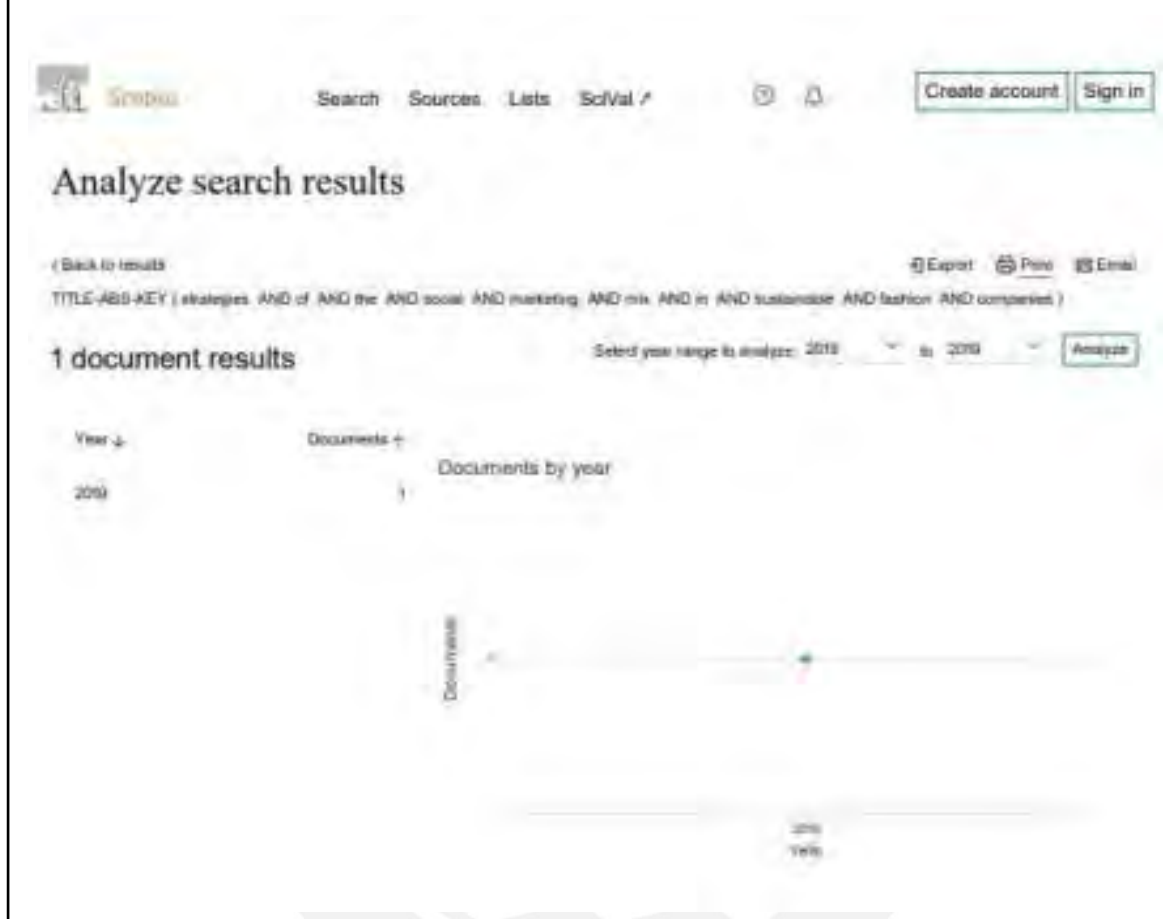 Scopus
Search Sources Lists SciVal ↗
Create account Sign in
Analyze search results
‹ Back to results
Export Print Email
TITLE-ABS-KEY ( strategies AND of AND the AND social AND marketing AND mix AND in AND sustainable AND fashion AND companies )
1 document results
Select year range to analyze: 2019 to 2019 Analyze
Year ↓ Documents
2019 1
Documents by year
Documents
2019
Years